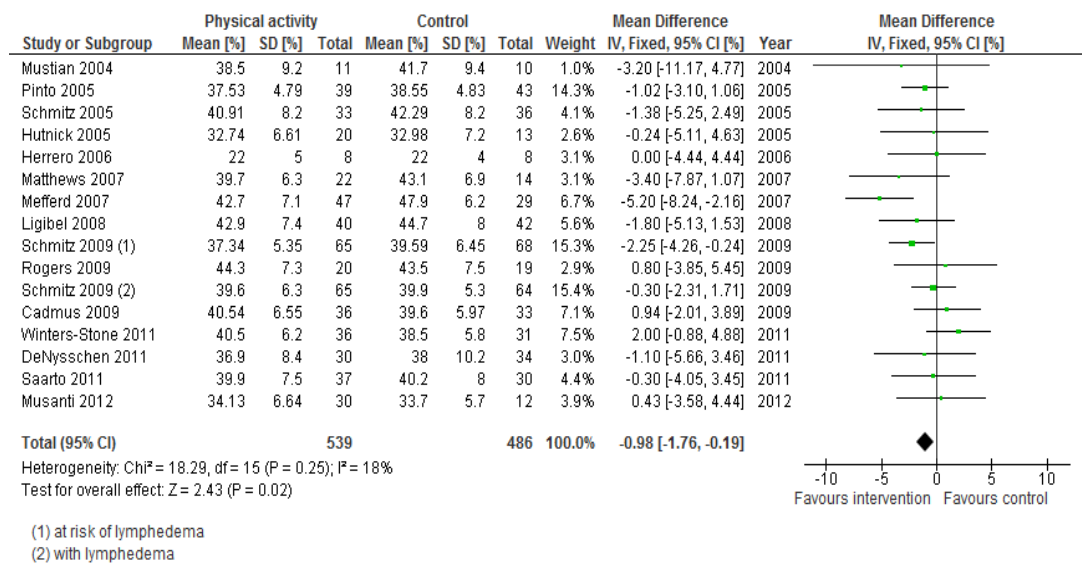 Physical activity Control Mean Difference Mean Difference
Study or Subgroup Mean [%] SD [%] Total Mean [%] SD [%] Total Weight IV, Fixed, 95% CI [%] Year IV, Fixed, 95% CI [%]
Mustian 2004 38.5 9.2 11 41.7 9.4 10 1.0% -3.20 [-11.17, 4.77] 2004
Pinto 2005 37.53 4.79 39 38.55 4.83 43 14.3% -1.02 [-3.10, 1.06] 2005
Schmitz 2005 40.91 8.2 33 42.29 8.2 36 4.1% -1.38 [-5.25, 2.49] 2005
Hutnick 2005 32.74 6.61 20 32.98 7.2 13 2.6% -0.24 [-5.11, 4.63] 2005
Herrero 2006 22 5 8 22 4 8 3.1% 0.00 [-4.44, 4.44] 2006
Matthews 2007 39.7 6.3 22 43.1 6.9 14 3.1% -3.40 [-7.87, 1.07] 2007
Mefferd 2007 42.7 7.1 47 47.9 6.2 29 6.7% -5.20 [-8.24, -2.16] 2007
Ligibel 2008 42.9 7.4 40 44.7 8 42 5.6% -1.80 [-5.13, 1.53] 2008
Schmitz 2009 (1) 37.34 5.35 65 39.59 6.45 68 15.3% -2.25 [-4.26, -0.24] 2009
Rogers 2009 44.3 7.3 20 43.5 7.5 19 2.9% 0.80 [-3.85, 5.45] 2009
Schmitz 2009 (2) 39.6 6.3 65 39.9 5.3 64 15.4% -0.30 [-2.31, 1.71] 2009
Cadmus 2009 40.54 6.55 36 39.6 5.97 33 7.1% 0.94 [-2.01, 3.89] 2009
Winters-Stone 2011 40.5 6.2 36 38.5 5.8 31 7.5% 2.00 [-0.88, 4.88] 2011
DeNysschen 2011 36.9 8.4 30 38 10.2 34 3.0% -1.10 [-5.66, 3.46] 2011
Saarto 2011 39.9 7.5 37 40.2 8 30 4.4% -0.30 [-4.05, 3.45] 2011
Musanti 2012 34.13 6.64 30 33.7 5.7 12 3.9% 0.43 [-3.58, 4.44] 2012
Total (95% CI) 539 486 100.0% -0.98 [-1.76, -0.19]
Heterogeneity: Chi² = 18.29, df = 15 (P = 0.25); I² = 18%
Test for overall effect: Z = 2.43 (P = 0.02)
-10 -5 0 5 10
Favours intervention Favours control
(1) at risk of lymphedema
(2) with lymphedema